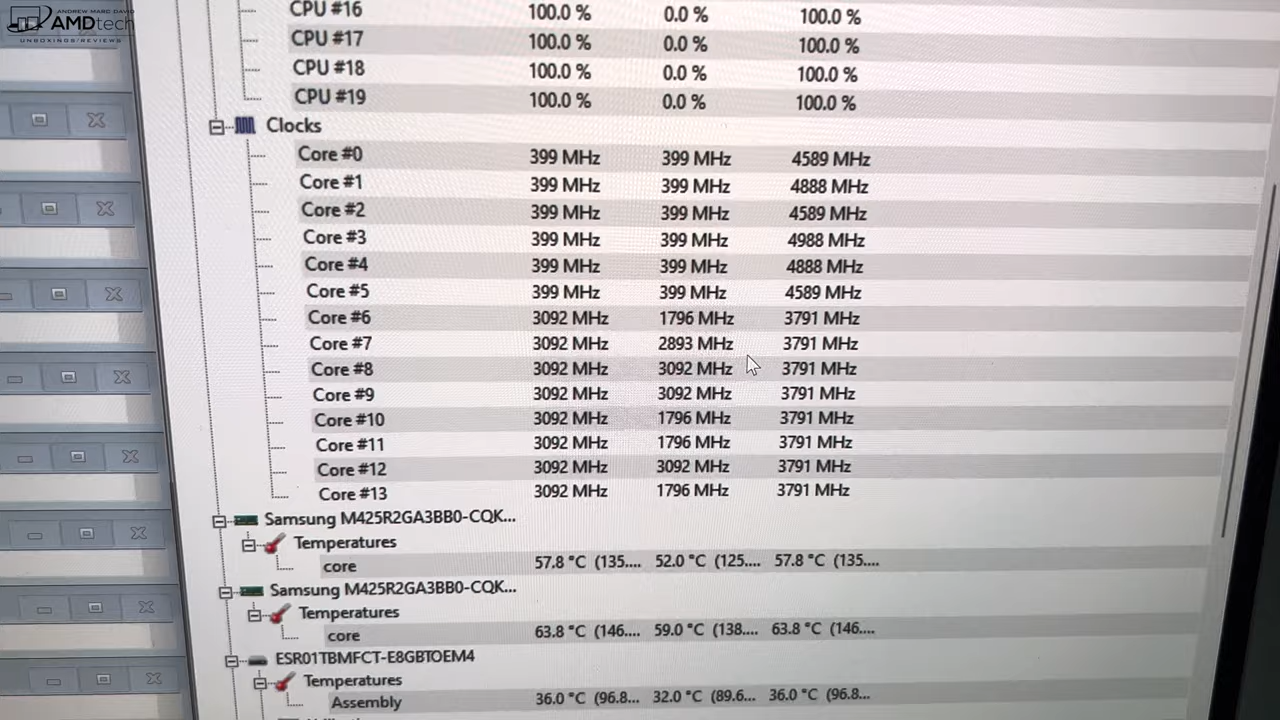 ANDREW MARC DAVID
AMDtech
UNBOXINGS/REVIEWS
CPU #16 100.0 % 0.0 % 100.0 %
CPU #17 100.0 % 0.0 % 100.0 %
CPU #18 100.0 % 0.0 % 100.0 %
CPU #19 100.0 % 0.0 % 100.0 %
Clocks
Core #0 399 MHz 399 MHz 4589 MHz
Core #1 399 MHz 399 MHz 4888 MHz
Core #2 399 MHz 399 MHz 4589 MHz
Core #3 399 MHz 399 MHz 4988 MHz
Core #4 399 MHz 399 MHz 4888 MHz
Core #5 399 MHz 399 MHz 4589 MHz
Core #6 3092 MHz 1796 MHz 3791 MHz
Core #7 3092 MHz 2893 MHz 3791 MHz
Core #8 3092 MHz 3092 MHz 3791 MHz
Core #9 3092 MHz 3092 MHz 3791 MHz
Core #10 3092 MHz 1796 MHz 3791 MHz
Core #11 3092 MHz 1796 MHz 3791 MHz
Core #12 3092 MHz 3092 MHz 3791 MHz
Core #13 3092 MHz 1796 MHz 3791 MHz
Samsung M425R2GA3BB0-CQK...
Temperatures
core 57.8 °C (135.... 52.0 °C (125.... 57.8 °C (135....
Samsung M425R2GA3BB0-CQK...
Temperatures
core 63.8 °C (146.... 59.0 °C (138.... 63.8 °C (146....
ESR01TBMFCT-E8GBTOEM4
Temperatures
Assembly 36.0 °C (96.8... 32.0 °C (89.6... 36.0 °C (96.8...